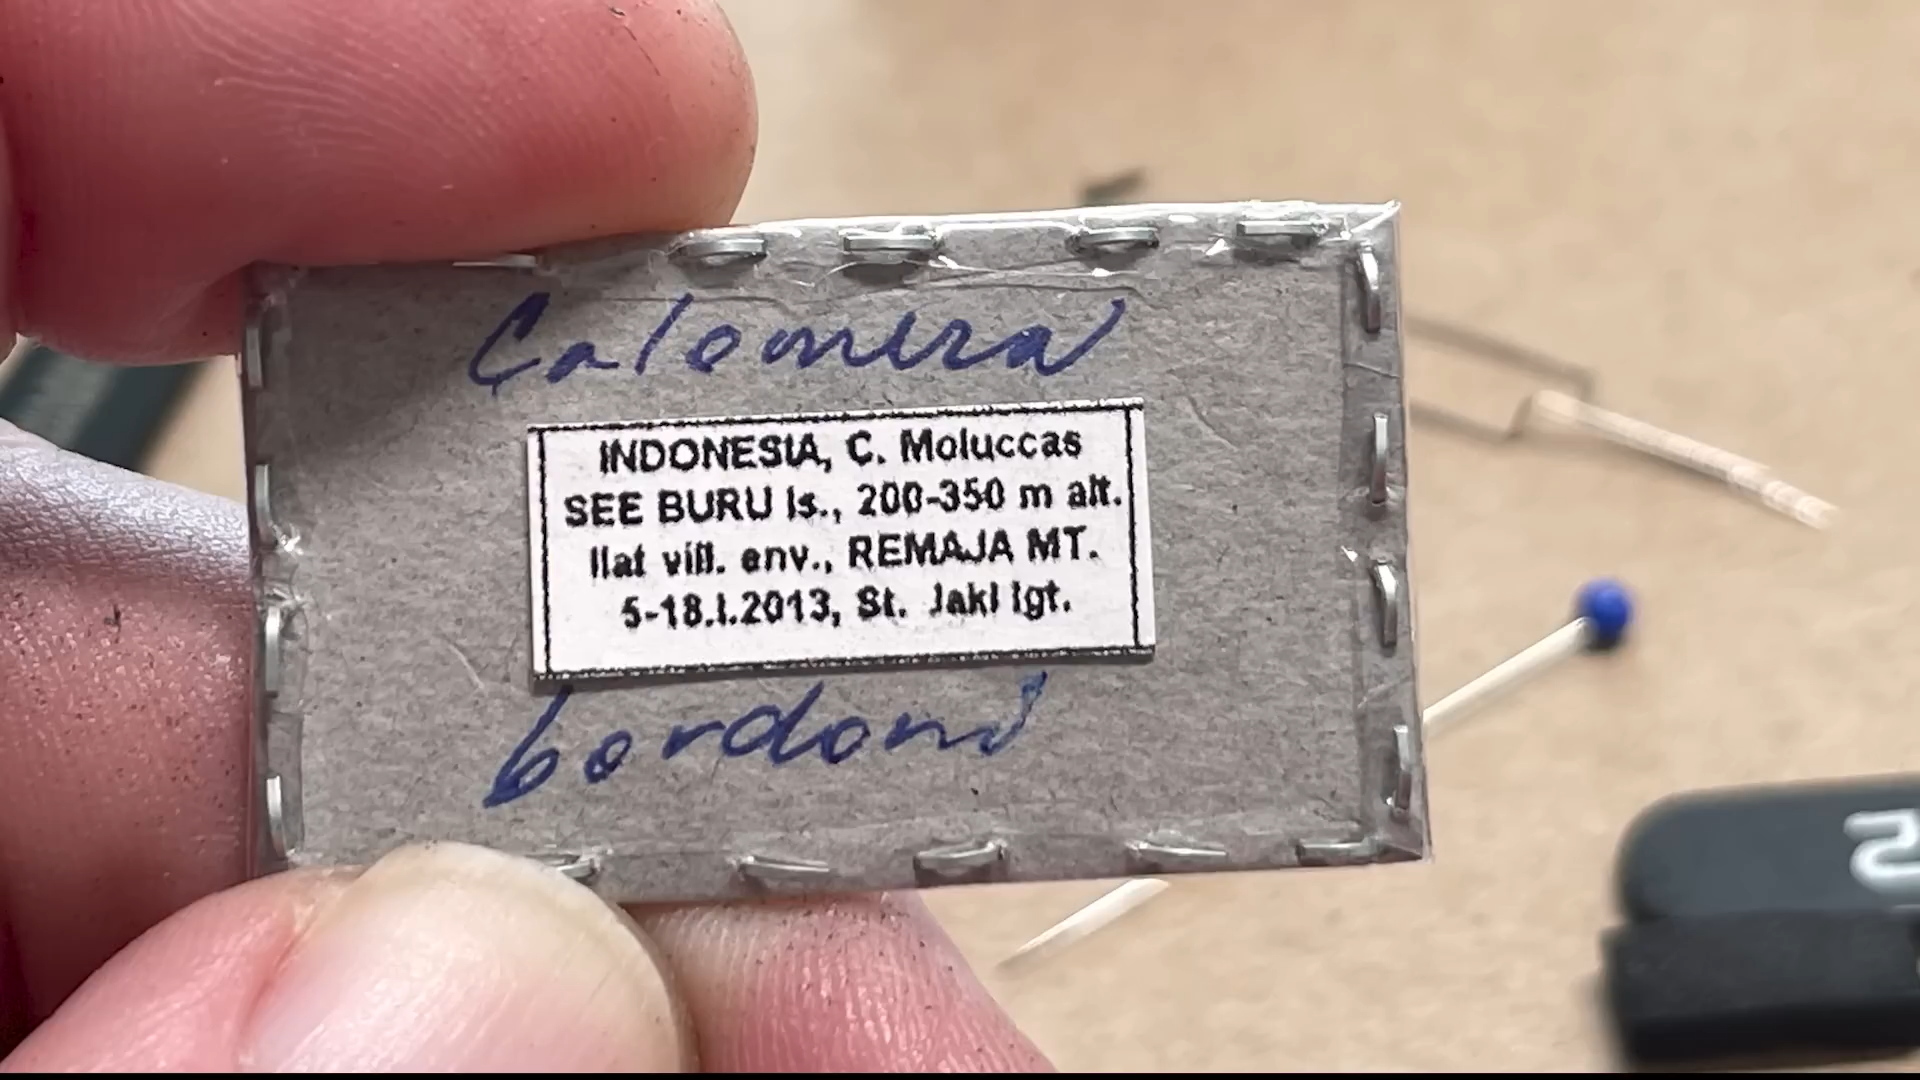 Calomera
INDONESIA, C. Moluccas
SEE BURU Is., 200-350 m alt.
Ilat vill. env., REMAJA MT.
5-18.I.2013, St. Jakl lgt.
bordoni